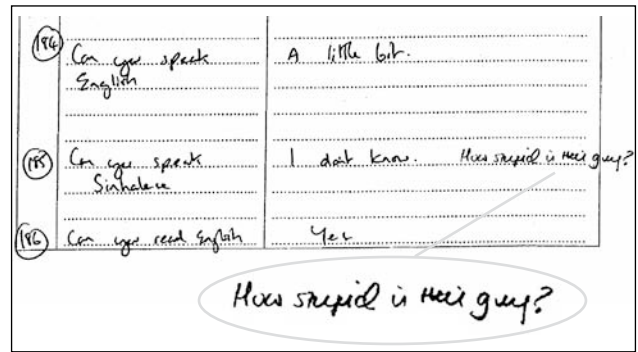 184 Can you speak A little bit.
English
185 Can you speak I don't know. How stupid is this guy?
Sinhalese
186 Can you read English Yes
How stupid is this guy?